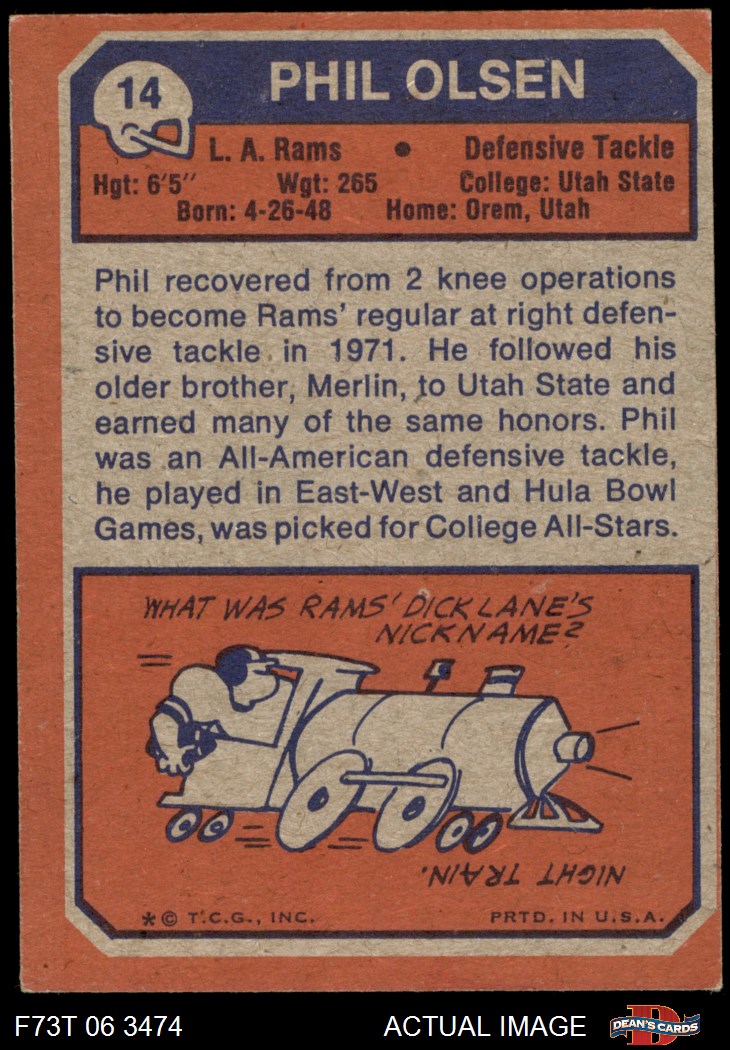 14
PHIL OLSEN
L. A. Rams • Defensive Tackle
Hgt: 6'5" Wgt: 265 College: Utah State
Born: 4-26-48 Home: Orem, Utah
Phil recovered from 2 knee operations
to become Rams' regular at right defen-
sive tackle in 1971. He followed his
older brother, Merlin, to Utah State and
earned many of the same honors. Phil
was an All-American defensive tackle,
he played in East-West and Hula Bowl
Games, was picked for College All-Stars.
WHAT WAS RAMS' DICK LANE'S
NICKNAME?
NIGHT TRAIN.
* © T.C.G., INC. PRTD. IN U.S.A.
F73T 06 3474 ACTUAL IMAGE
D
DEAN'S CARDS